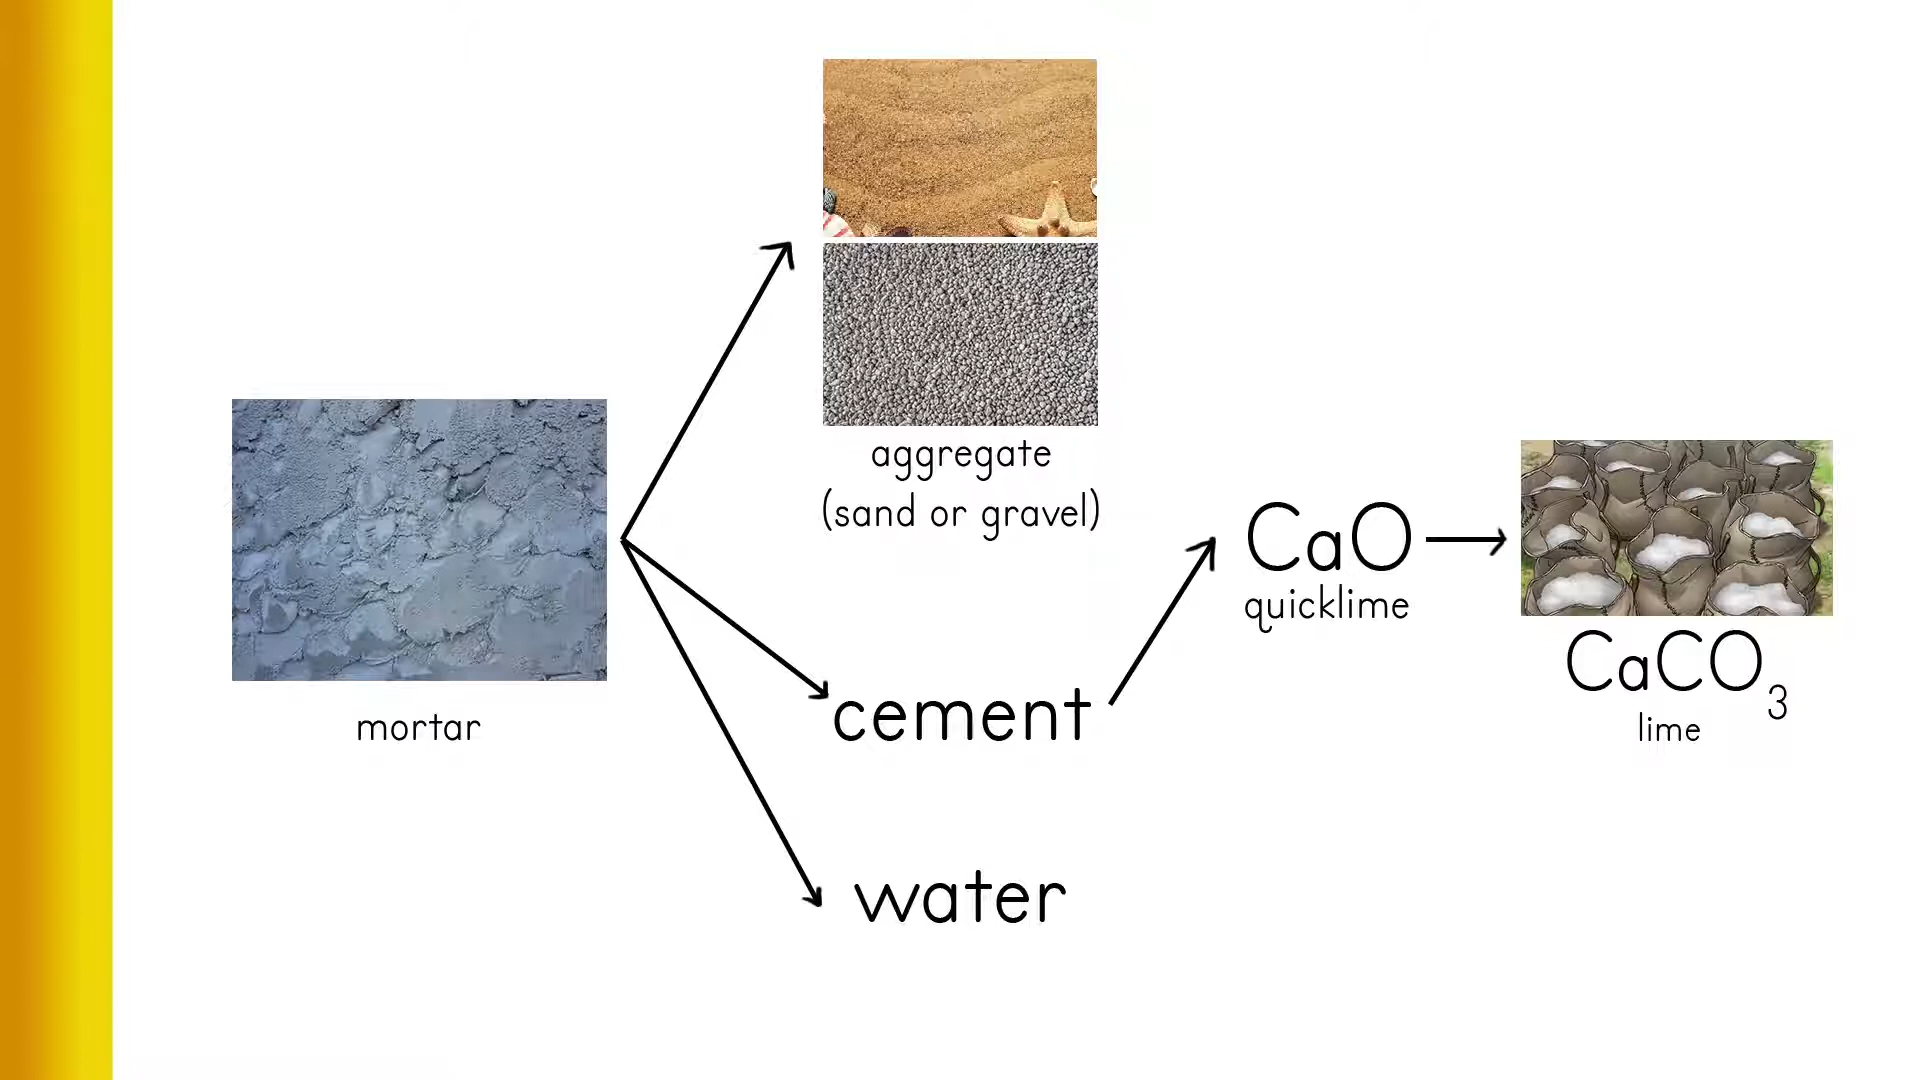 mortar
aggregate
(sand or gravel)
cement
water
CaO
quicklime
CaCO₃
lime